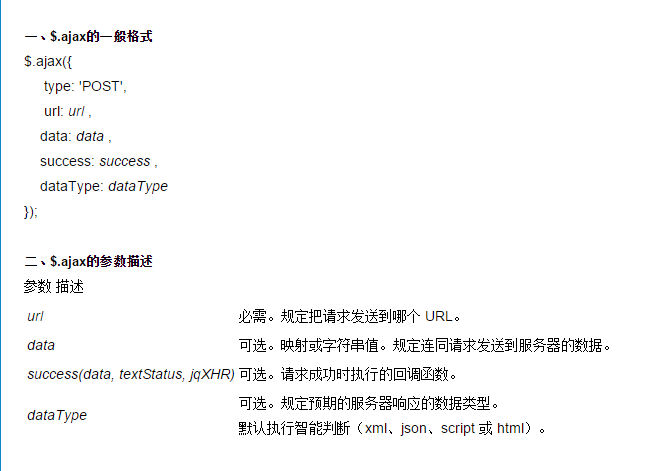 一、$.ajax的一般格式
$.ajax({
type: 'POST',
url: url ,
data: data ,
success: success ,
dataType: dataType
});
二、$.ajax的参数描述
参数 描述
url 必需。规定把请求发送到哪个 URL。
data 可选。映射或字符串值。规定连同请求发送到服务器的数据。
success(data, textStatus, jqXHR) 可选。请求成功时执行的回调函数。
dataType 可选。规定预期的服务器响应的数据类型。
默认执行智能判断（xml、json、script 或 html）。